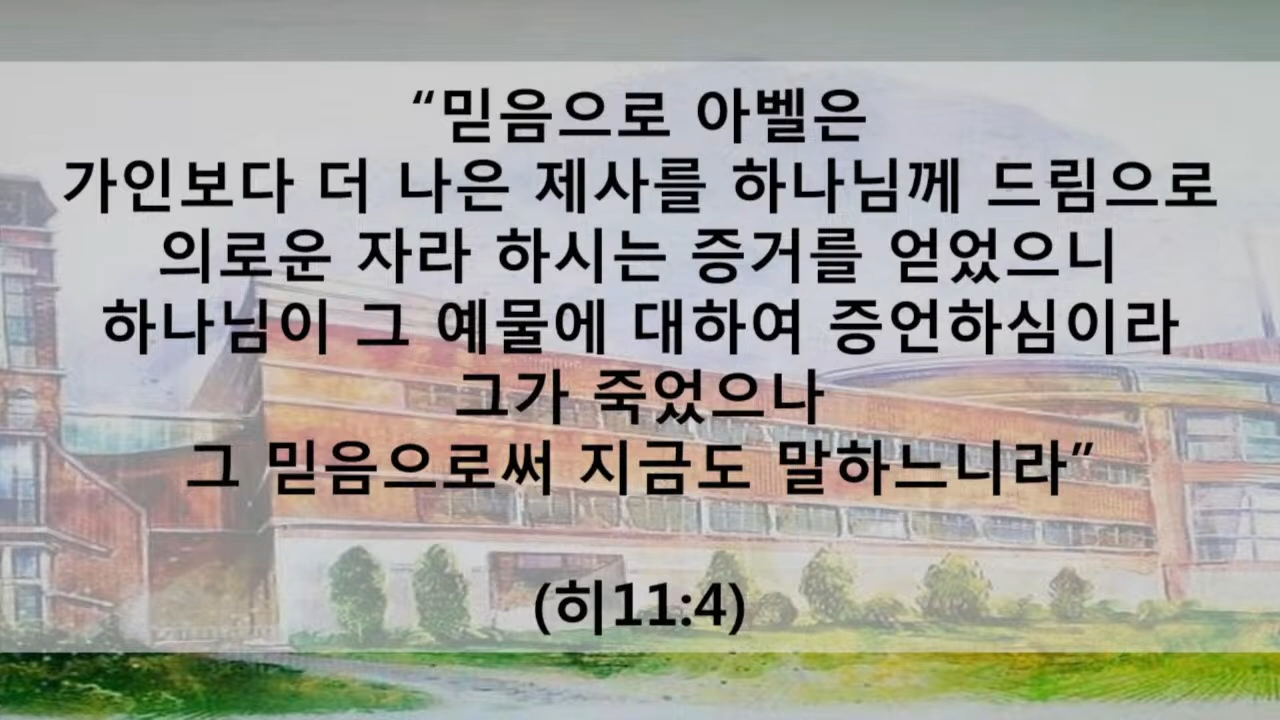 “믿음으로 아벨은
가인보다 더 나은 제사를 하나님께 드림으로
의로운 자라 하시는 증거를 얻었으니
하나님이 그 예물에 대하여 증언하심이라
그가 죽었으나
그 믿음으로써 지금도 말하느니라”
(히11:4)